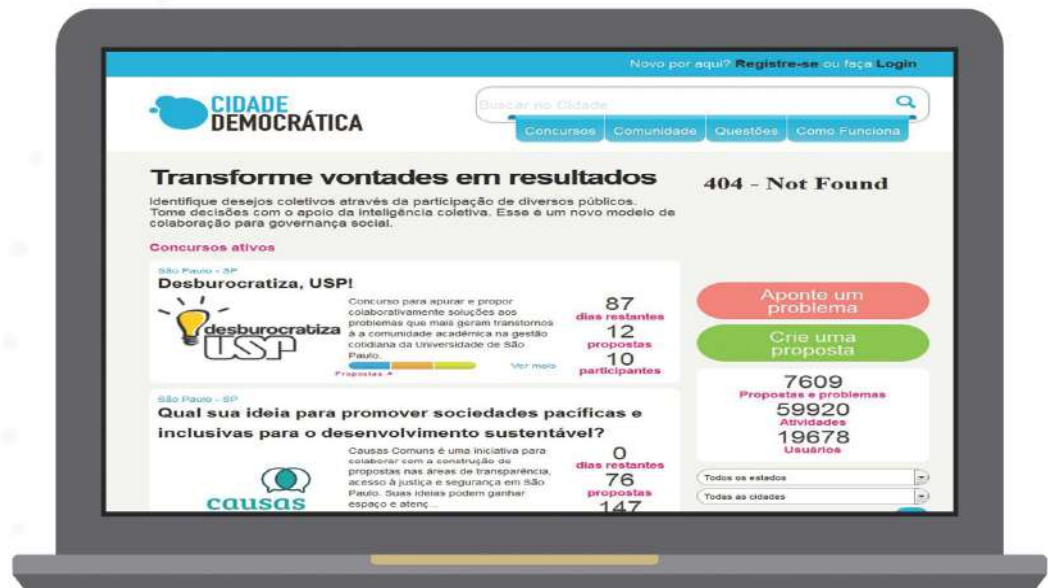 Novo por aqui? Registre-se ou faça Login
CIDADE
DEMOCRÁTICA
Buscar no Cidade
Concursos Comunidade Questões Como Funciona
Transforme vontades em resultados
Identifique desejos coletivos através da participação de diversos públicos.
Tome decisões com o apoio da inteligência coletiva. Esse é um novo modelo de
colaboração para governança social.
404 - Not Found
Concursos ativos
São Paulo - SP
Desburocratiza, USP!
desburocratiza
USP
Concurso para apurar e propor
colaborativamente soluções aos
problemas que mais geram transtornos
à a comunidade acadêmica na gestão
cotidiana da Universidade de São
Paulo.
Propostas
Ver mais
87
dias restantes
12
propostas
10
participantes
São Paulo - SP
Qual sua ideia para promover sociedades pacíficas e
inclusivas para o desenvolvimento sustentável?
causas
Causas Comuns é uma iniciativa para
colaborar com a construção de
propostas nas áreas de transparência,
acesso à justiça e segurança em São
Paulo. Suas ideias podem ganhar
espaço e atenç...
0
dias restantes
76
propostas
147
Aponte um
problema
Crie uma
proposta
7609
Propostas e problemas
59920
Atividades
19678
Usuários
Todos os estados
Todas as cidades